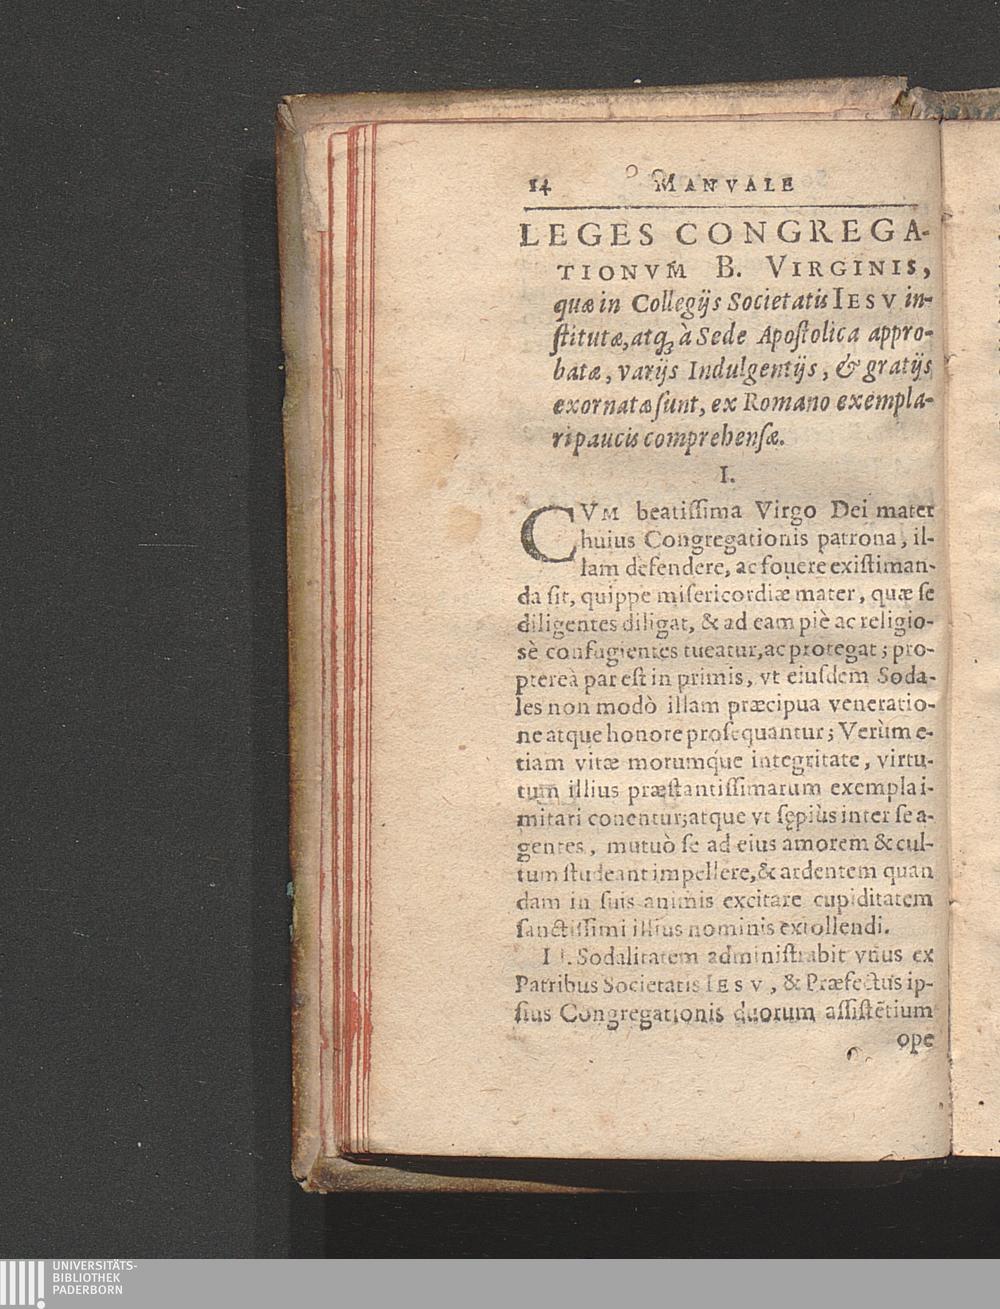 14 MANVALE
LEGES CONGREGA-
TIONVM B. VIRGINIS,
quæ in Collegijs Societatis IESV in-
ſtitutæ, atq; à Sede Apoſtolica appro-
batæ, varijs Indulgentijs, & gratijs
exornatæ ſunt, ex Romano exempla-
ri paucis comprehenſæ.
I.
CVM beatiſſima Virgo Dei mater
huius Congregationis patrona, il-
lam defendere, ac fouere exiſtiman-
da ſit, quippe miſericordiæ mater, quæ ſe
diligentes diligat, & ad eam piè ac religio-
sè confugientes tueatur, ac protegat; pro-
ptereà par eſt in primis, vt eiuſdem Soda-
les non modò illam præcipua veneratio-
ne atque honore proſequantur; Verùm e-
tiam vitæ morumq́ue integritate, virtu-
tum illius præſtantiſſimarum exempla i-
mitari conentur; atque vt ſępiùs inter ſe a-
gentes, mutuò ſe ad eius amorem & cul-
tum ſtudeant impellere, & ardentem quan
dam in ſuis animis excitare cupiditatem
ſanctiſſimi illius nominis extollendi.
II. Sodalitatem adminiſtrabit vnus ex
Patribus Societatis IESV, & Præfectus ip-
ſius Congregationis duorum aſſiſtẽtium
ope
UNIVERSITÄTS-
BIBLIOTHEK
PADERBORN